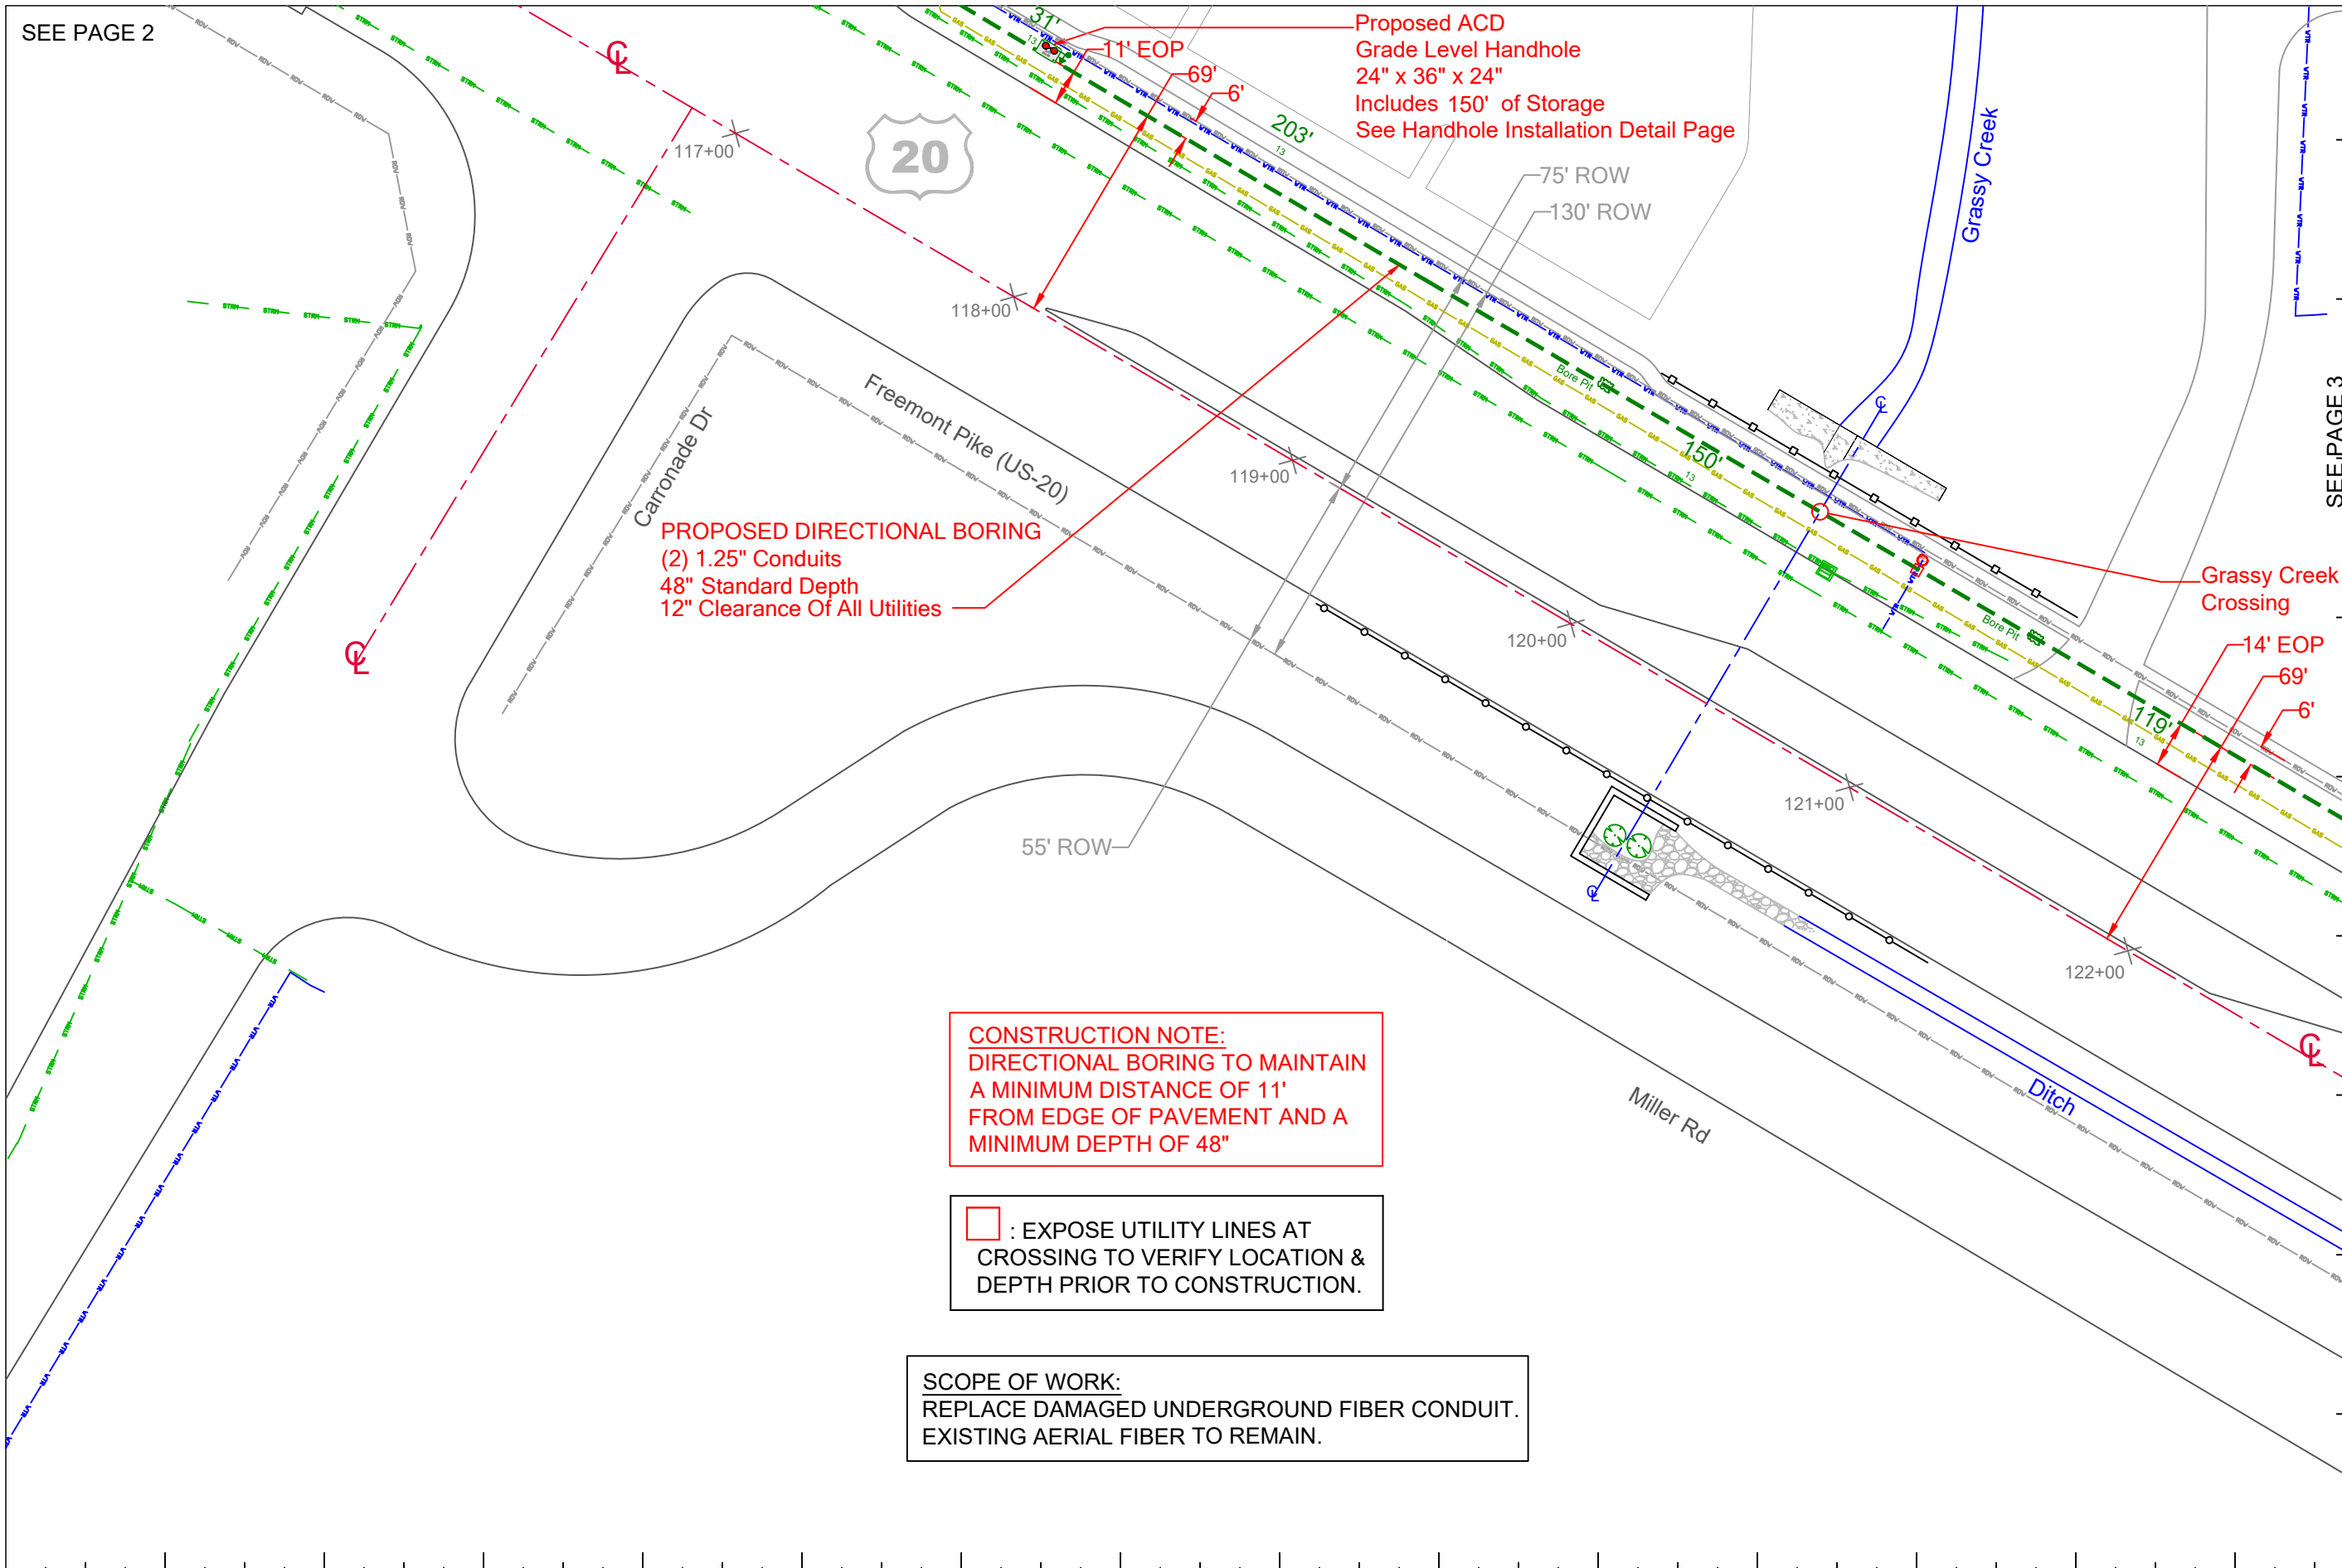 SEE PAGE 2
Proposed ACD
Grade Level Handhole
24" x 36" x 24"
Includes 150' of Storage
See Handhole Installation Detail Page
31'
13
11' EOP
69'
6'
203'
13
75' ROW
130' ROW
20
117+00
118+00
119+00
120+00
121+00
122+00
Grassy Creek
SEE PAGE 3
Freemont Pike (US-20)
Carronade Dr
PROPOSED DIRECTIONAL BORING
(2) 1.25" Conduits
48" Standard Depth
12" Clearance Of All Utilities
Bore Pit
150'
13
Grassy Creek
Crossing
Bore Pit
14' EOP
69'
6'
119'
13
55' ROW
CONSTRUCTION NOTE:
DIRECTIONAL BORING TO MAINTAIN
A MINIMUM DISTANCE OF 11'
FROM EDGE OF PAVEMENT AND A
MINIMUM DEPTH OF 48"
Miller Rd
Ditch
: EXPOSE UTILITY LINES AT
CROSSING TO VERIFY LOCATION &
DEPTH PRIOR TO CONSTRUCTION.
SCOPE OF WORK:
REPLACE DAMAGED UNDERGROUND FIBER CONDUIT.
EXISTING AERIAL FIBER TO REMAIN.